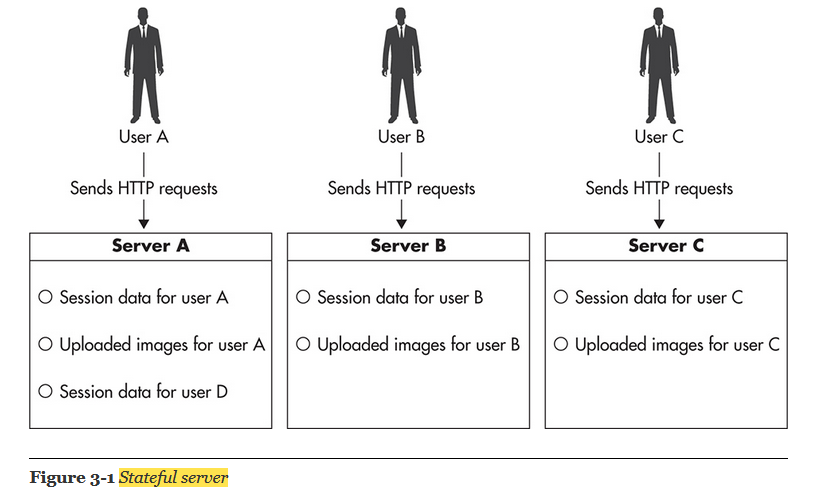 User A
User B
User C
Sends HTTP requests
Sends HTTP requests
Sends HTTP requests
Server A
Session data for user A
Uploaded images for user A
Session data for user D
Server B
Session data for user B
Uploaded images for user B
Server C
Session data for user C
Uploaded images for user C
Figure 3-1 Stateful server